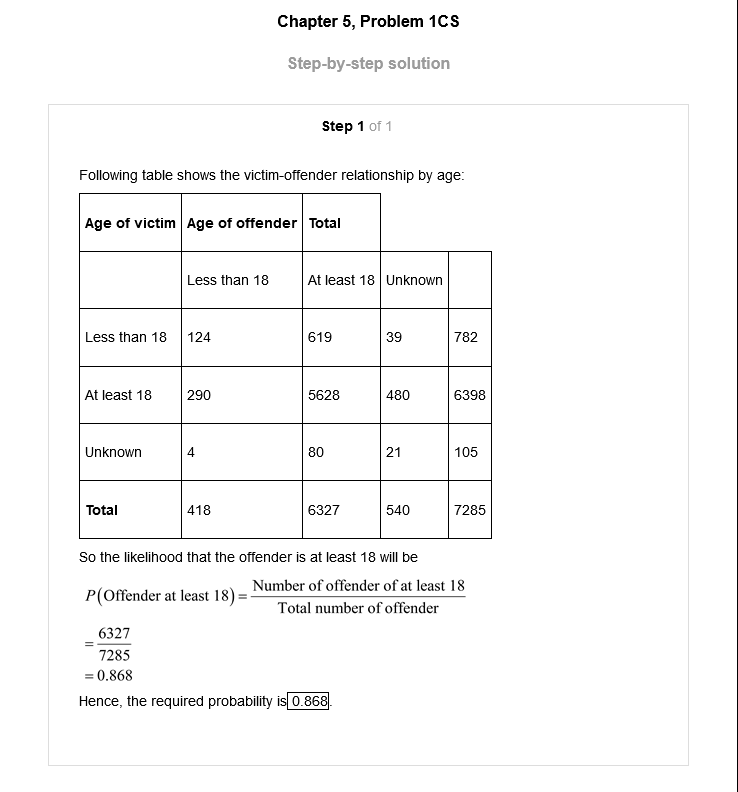 Chapter 5, Problem 1CS
Step-by-step solution
Step 1 of 1
Following table shows the victim-offender relationship by age:
Age of victim Age of offender Total
Less than 18 At least 18 Unknown
Less than 18 124 619 39 782
At least 18 290 5628 480 6398
Unknown 4 80 21 105
Total 418 6327 540 7285
So the likelihood that the offender is at least 18 will be
P(Offender at least 18) = Number of offender of at least 18
Total number of offender
= 6327
7285
= 0.868
Hence, the required probability is 0.868.